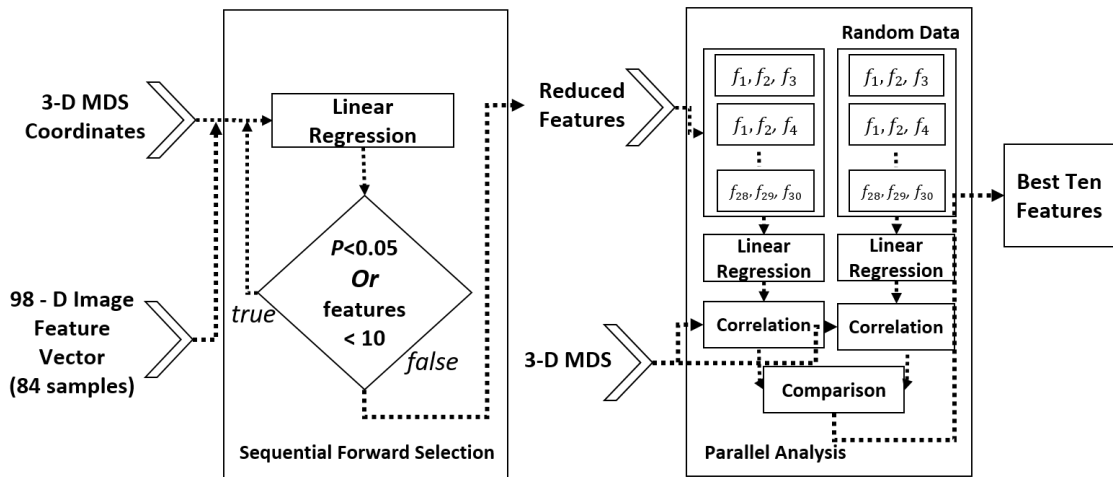 3-D MDS
Coordinates
98 - D Image
Feature
Vector
(84 samples)
Linear
Regression
P<0.05
Or
features
< 10
true
false
Sequential Forward Selection
Reduced
Features
3-D MDS
Random Data
f₁, f₂, f₃
f₁, f₂, f₄
⋮
f₂₈, f₂₉, f₃₀
f₁, f₂, f₃
f₁, f₂, f₄
⋮
f₂₈, f₂₉, f₃₀
Linear
Regression
Linear
Regression
Correlation
Correlation
Comparison
Parallel Analysis
Best Ten
Features